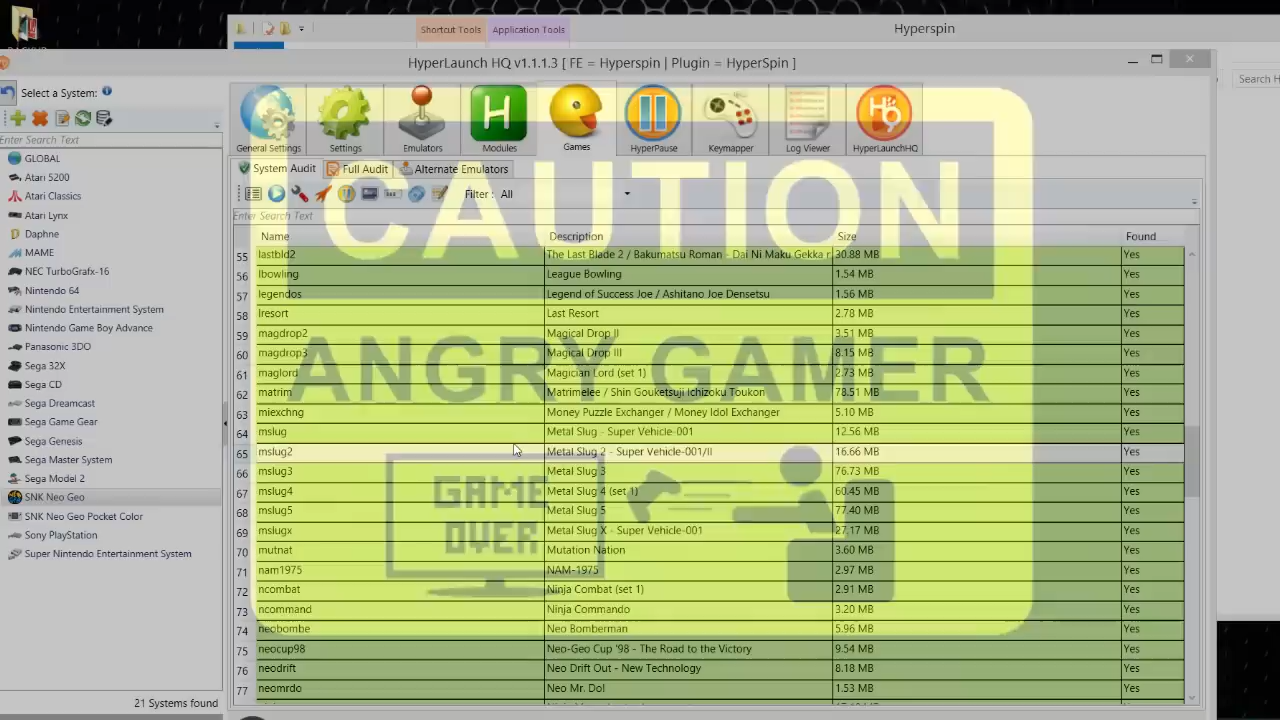 Shortcut Tools Application Tools Hyperspin
HyperLaunch HQ v1.1.1.3 [ FE = Hyperspin | Plugin = HyperSpin ]
Select a System:
Search H
General Settings Settings Emulators Modules Games HyperPause Keymapper Log Viewer HyperLaunchHQ
Enter Search Text
System Audit Full Audit Alternate Emulators
Filter : All
Enter Search Text
CAUTION
ANGRY GAMER
GAME
OVER
GLOBAL
Atari 5200
Atari Classics
Atari Lynx
Daphne
MAME
NEC TurboGrafx-16
Nintendo 64
Nintendo Entertainment System
Nintendo Game Boy Advance
Panasonic 3DO
Sega 32X
Sega CD
Sega Dreamcast
Sega Game Gear
Sega Genesis
Sega Master System
Sega Model 2
SNK Neo Geo
SNK Neo Geo Pocket Color
Sony PlayStation
Super Nintendo Entertainment System
21 Systems found
Name Description Size Found
55 lastbld2 The Last Blade 2 / Bakumatsu Roman - Dai Ni Maku Gekka r 30.88 MB Yes
56 lbowling League Bowling 1.54 MB Yes
57 legendos Legend of Success Joe / Ashitano Joe Densetsu 1.56 MB Yes
58 lresort Last Resort 2.78 MB Yes
59 magdrop2 Magical Drop II 3.51 MB Yes
60 magdrop3 Magical Drop III 8.15 MB Yes
61 maglord Magician Lord (set 1) 2.73 MB Yes
62 matrim Matrimelee / Shin Gouketsuji Ichizoku Toukon 78.51 MB Yes
63 miexchng Money Puzzle Exchanger / Money Idol Exchanger 5.10 MB Yes
64 mslug Metal Slug - Super Vehicle-001 12.56 MB Yes
65 mslug2 Metal Slug 2 - Super Vehicle-001/II 16.66 MB Yes
66 mslug3 Metal Slug 3 76.73 MB Yes
67 mslug4 Metal Slug 4 (set 1) 60.45 MB Yes
68 mslug5 Metal Slug 5 77.40 MB Yes
69 mslugx Metal Slug X - Super Vehicle-001 27.17 MB Yes
70 mutnat Mutation Nation 3.60 MB Yes
71 nam1975 NAM-1975 2.97 MB Yes
72 ncombat Ninja Combat (set 1) 2.91 MB Yes
73 ncommand Ninja Commando 3.20 MB Yes
74 neobombe Neo Bomberman 5.96 MB Yes
75 neocup98 Neo-Geo Cup '98 - The Road to the Victory 9.54 MB Yes
76 neodrift Neo Drift Out - New Technology 8.18 MB Yes
77 neomrdo Neo Mr. Do! 1.53 MB Yes